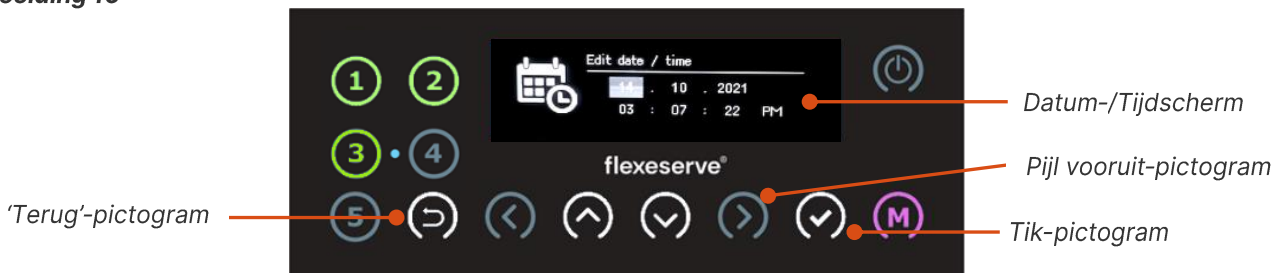 1
2
Edit date / time
14 . 10 . 2021
03 : 07 : 22 PM
Datum-/Tijdscherm
3
4
flexeserve®
Pijl vooruit-pictogram
'Terug'-pictogram
5
M
Tik-pictogram